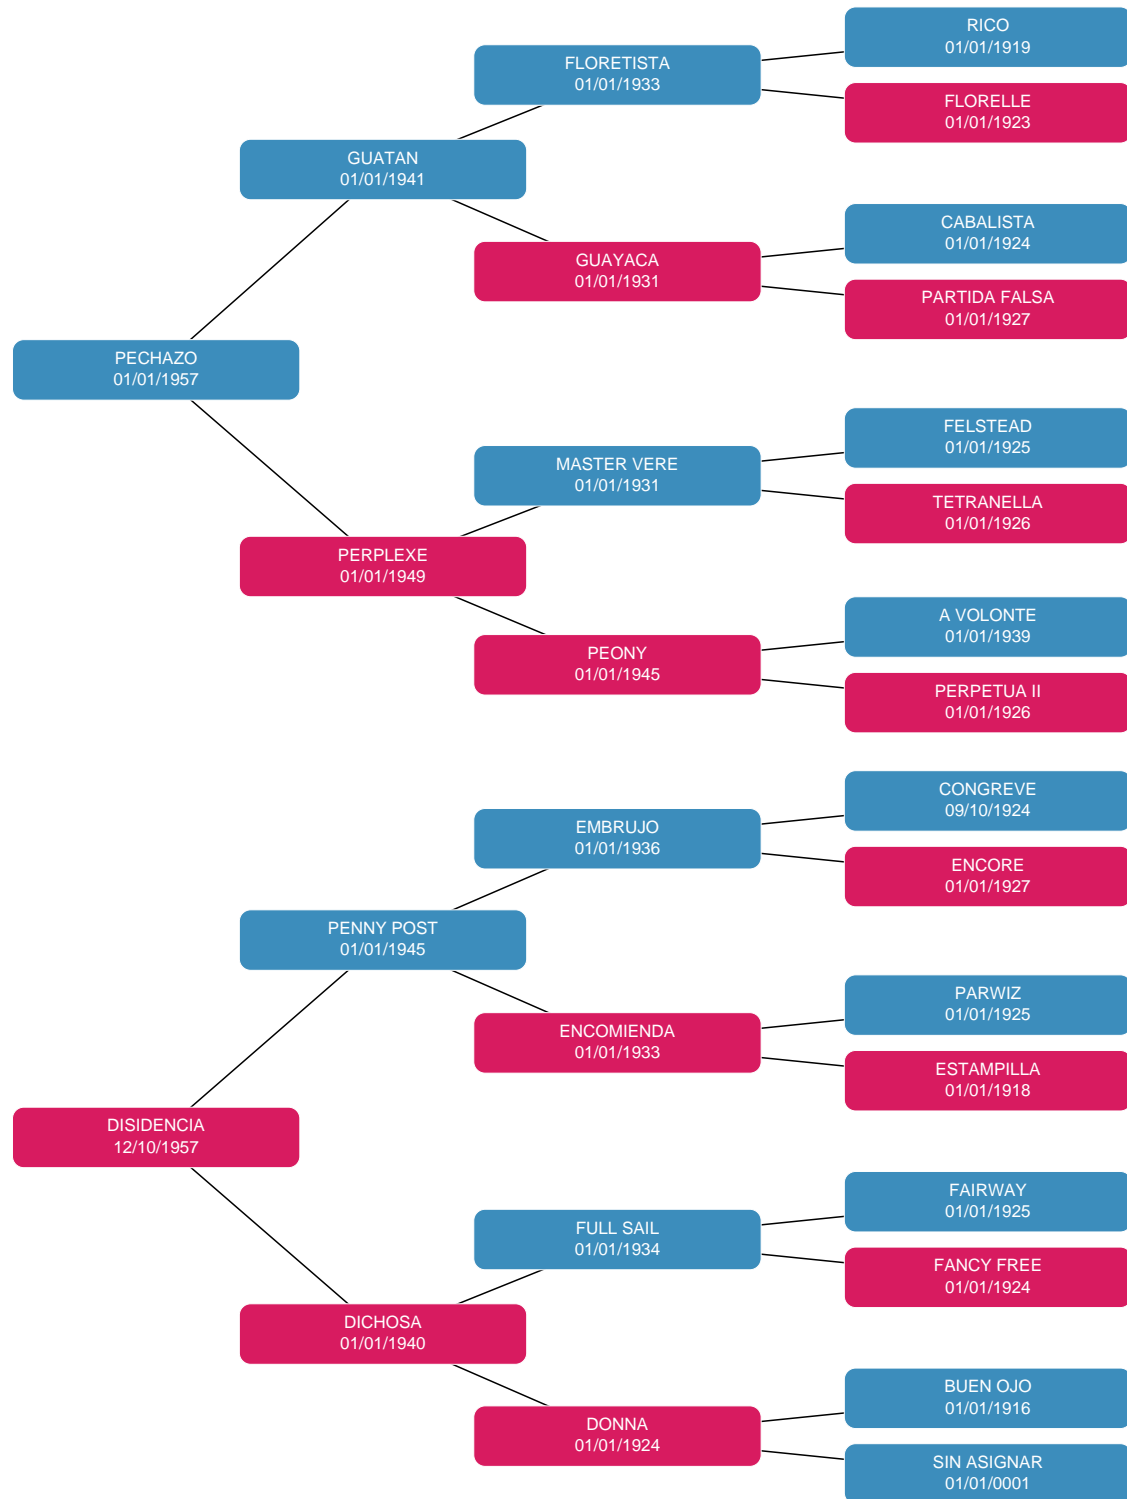 RICO
01/01/1919
FLORETISTA
01/01/1933
FLORELLE
01/01/1923
GUATAN
01/01/1941
CABALISTA
01/01/1924
GUAYACA
01/01/1931
PARTIDA FALSA
01/01/1927
PECHAZO
01/01/1957
FELSTEAD
01/01/1925
MASTER VERE
01/01/1931
TETRANELLA
01/01/1926
PERPLEXE
01/01/1949
A VOLONTE
01/01/1939
PEONY
01/01/1945
PERPETUA II
01/01/1926
CONGREVE
09/10/1924
EMBRUJO
01/01/1936
ENCORE
01/01/1927
PENNY POST
01/01/1945
PARWIZ
01/01/1925
ENCOMIENDA
01/01/1933
ESTAMPILLA
01/01/1918
DISIDENCIA
12/10/1957
FAIRWAY
01/01/1925
FULL SAIL
01/01/1934
FANCY FREE
01/01/1924
DICHOSA
01/01/1940
BUEN OJO
01/01/1916
DONNA
01/01/1924
SIN ASIGNAR
01/01/0001